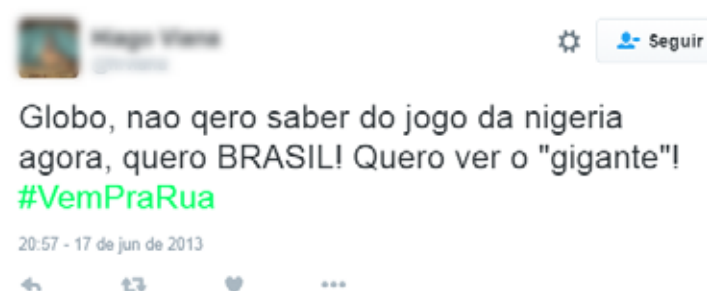 Seguir
Globo, nao qero saber do jogo da nigeria
agora, quero BRASIL! Quero ver o "gigante"!
#VemPraRua
20:57 - 17 de jun de 2013